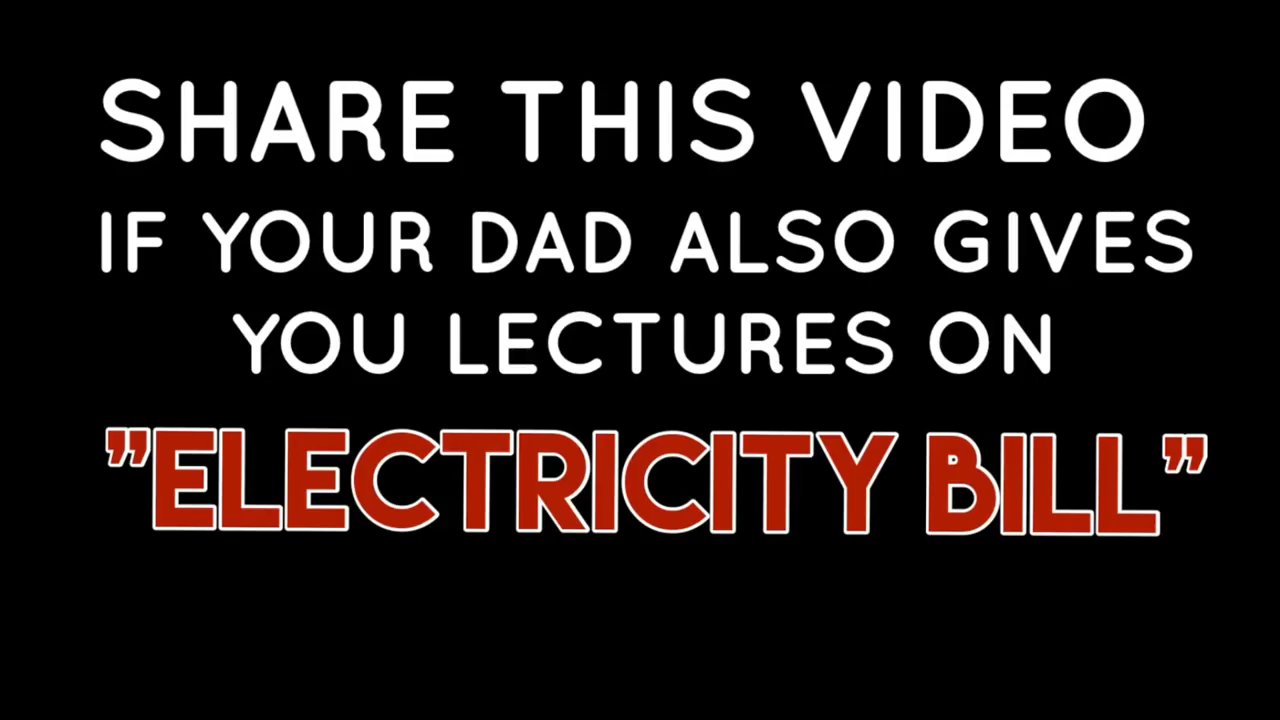 SHARE THIS VIDEO
IF YOUR DAD ALSO GIVES
YOU LECTURES ON
”ELECTRICITY BILL”